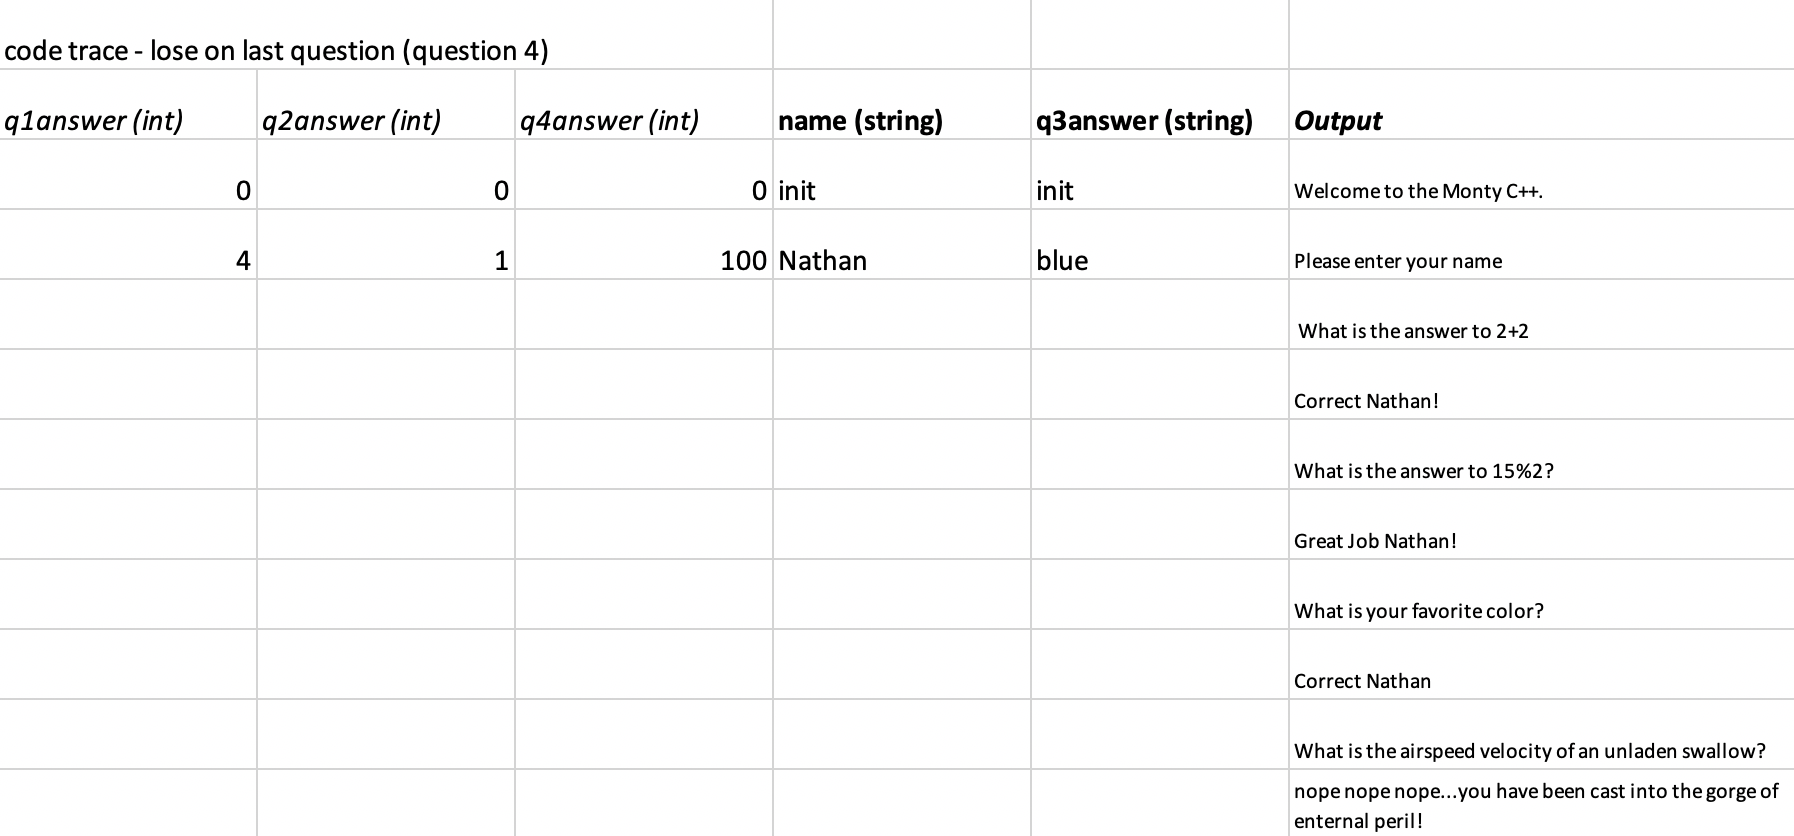 code trace - lose on last question (question 4)
q1answer (int) q2answer (int) q4answer (int) name (string) q3answer (string) Output
0 0 0 init init Welcome to the Monty C++.
4 1 100 Nathan blue Please enter your name
What is the answer to 2+2
Correct Nathan!
What is the answer to 15%2?
Great Job Nathan!
What is your favorite color?
Correct Nathan
What is the airspeed velocity of an unladen swallow?
nope nope nope...you have been cast into the gorge of
enternal peril!